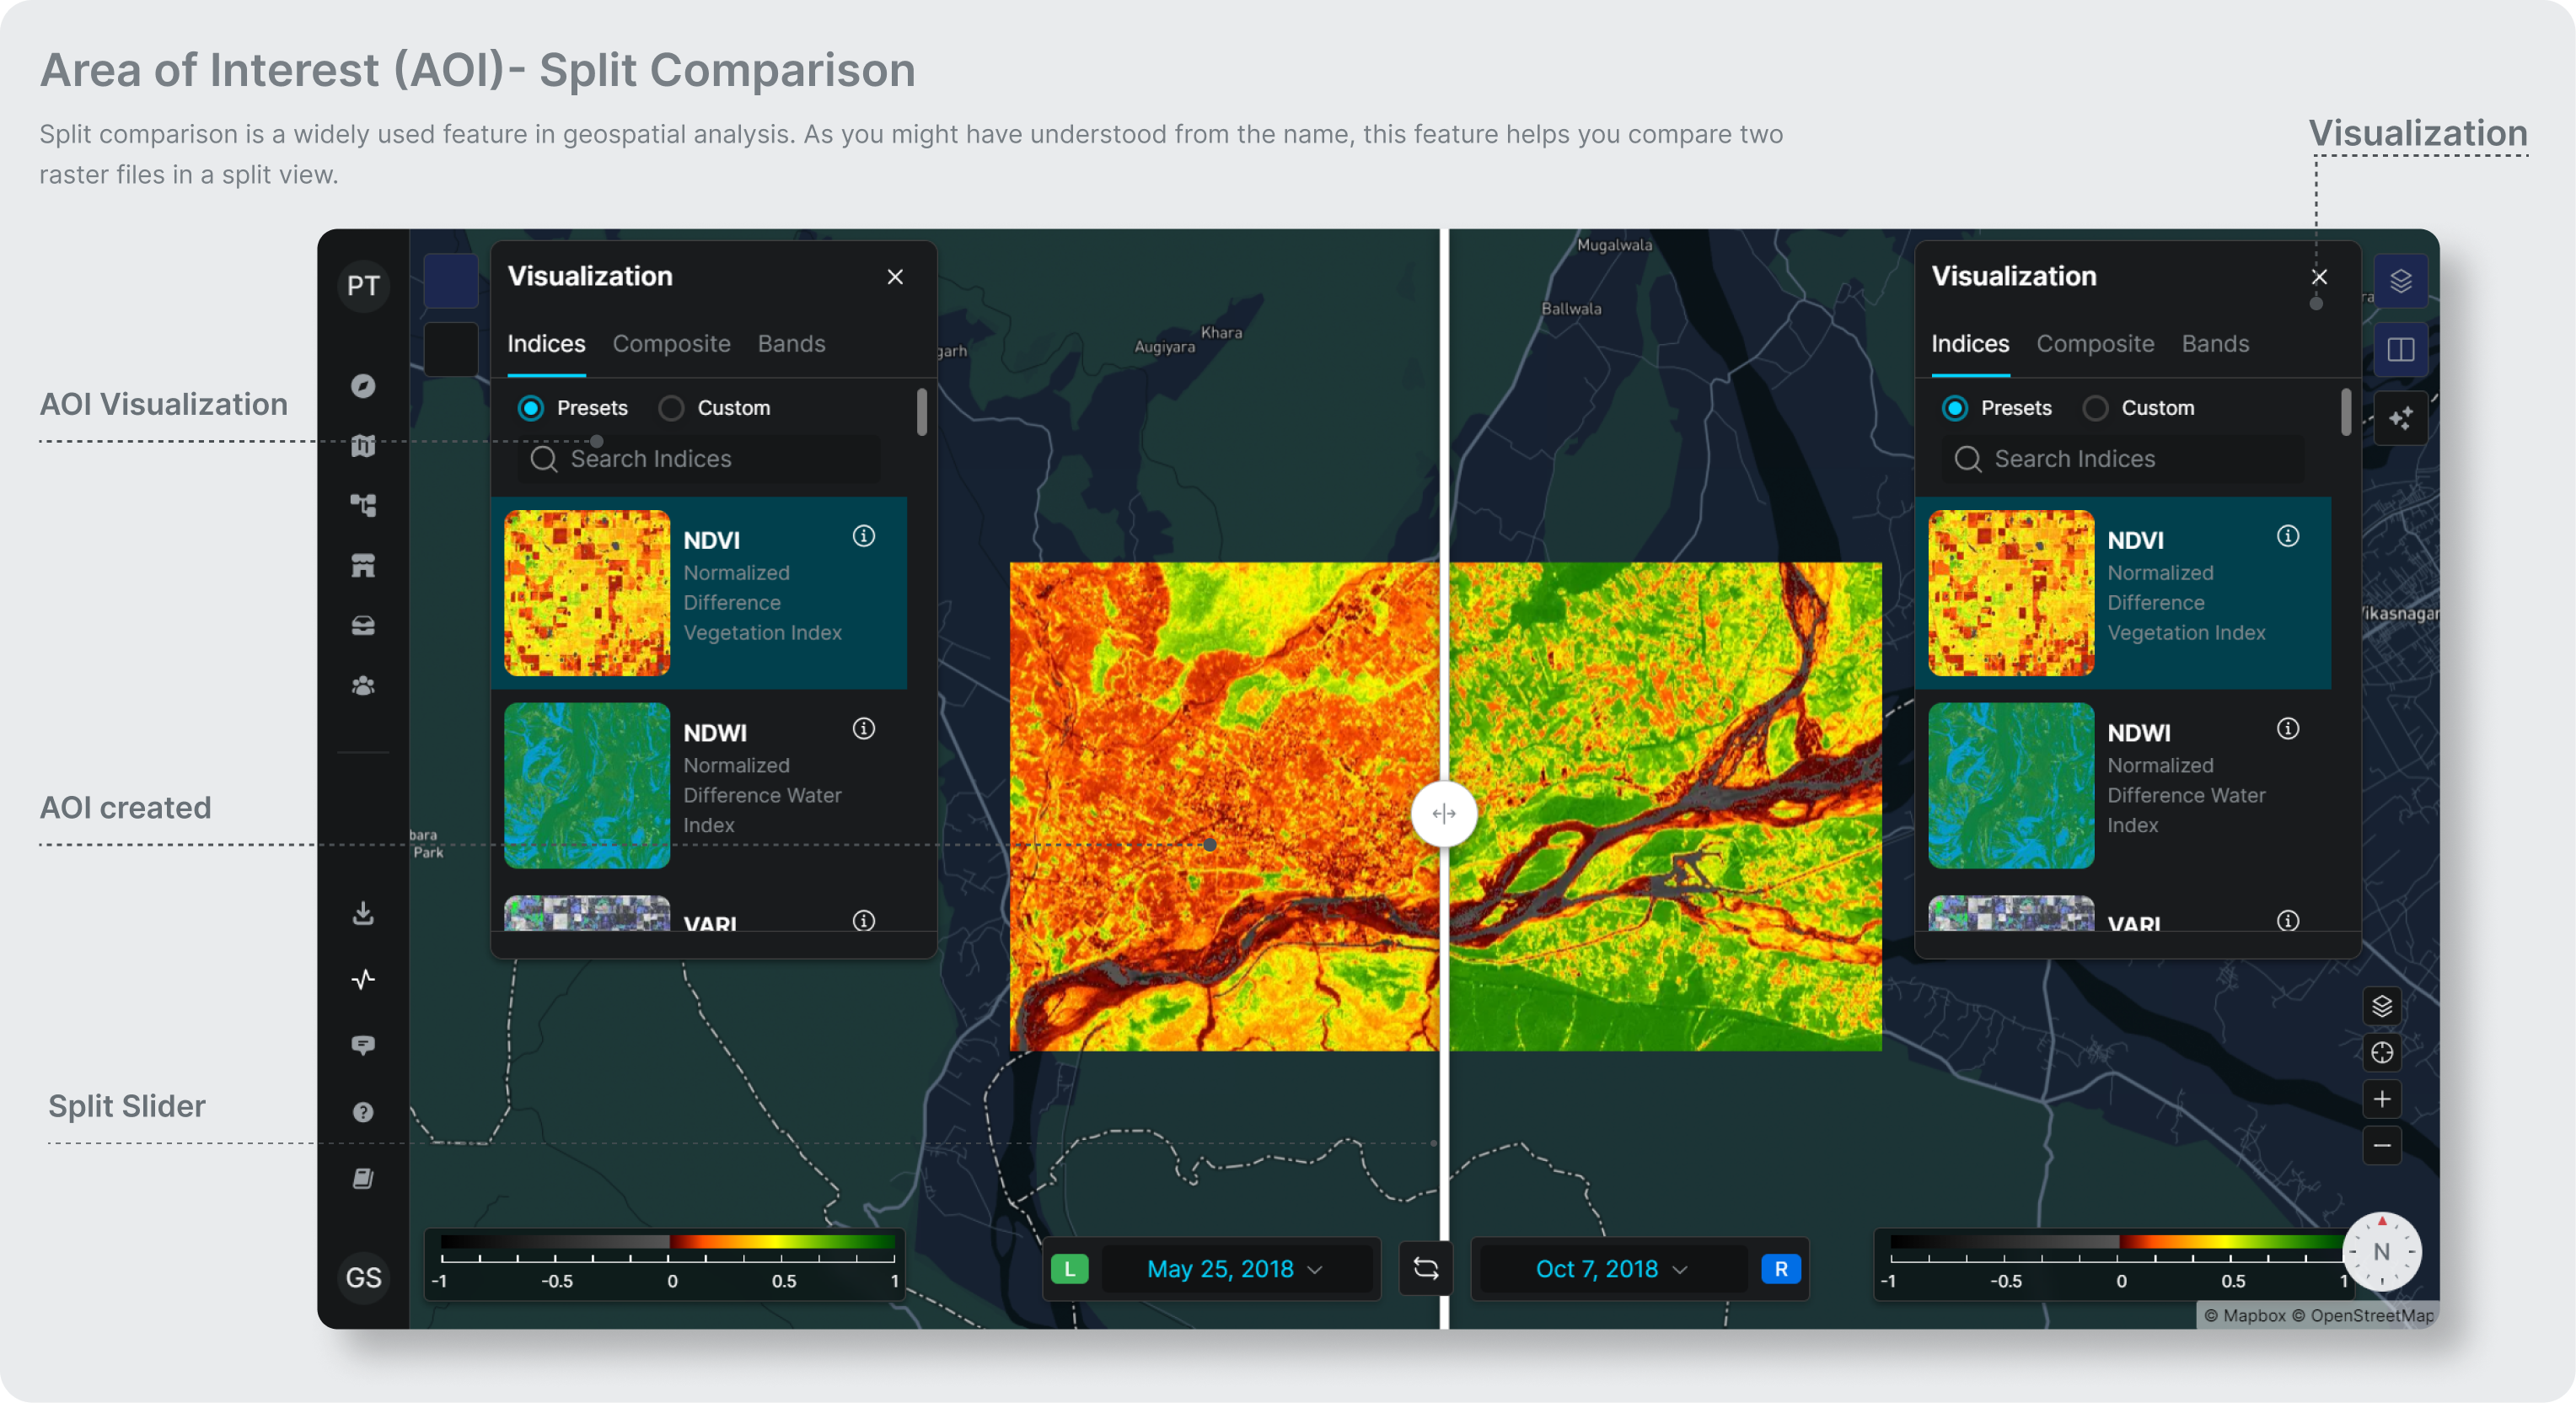 Area of Interest (AOI)- Split Comparison
Split comparison is a widely used feature in geospatial analysis. As you might have understood from the name, this feature helps you compare two
raster files in a split view.
Visualization
AOI Visualization
AOI created
Split Slider
PT
GS
Visualization
Indices Composite Bands
Presets Custom
Search Indices
NDVI
Normalized
Difference
Vegetation Index
NDWI
Normalized
Difference Water
Index
VARI
garh
Augiyara
Khara
bara
Park
Mugalwala
Ballwala
Visualization
Indices Composite Bands
Presets Custom
Search Indices
NDVI
Normalized
Difference
Vegetation Index
NDWI
Normalized
Difference Water
Index
VARI
ra
Vikasnagar
-1 -0.5 0 0.5 1
L May 25, 2018
Oct 7, 2018 R
-1 -0.5 0 0.5 1
N
© Mapbox © OpenStreetMap